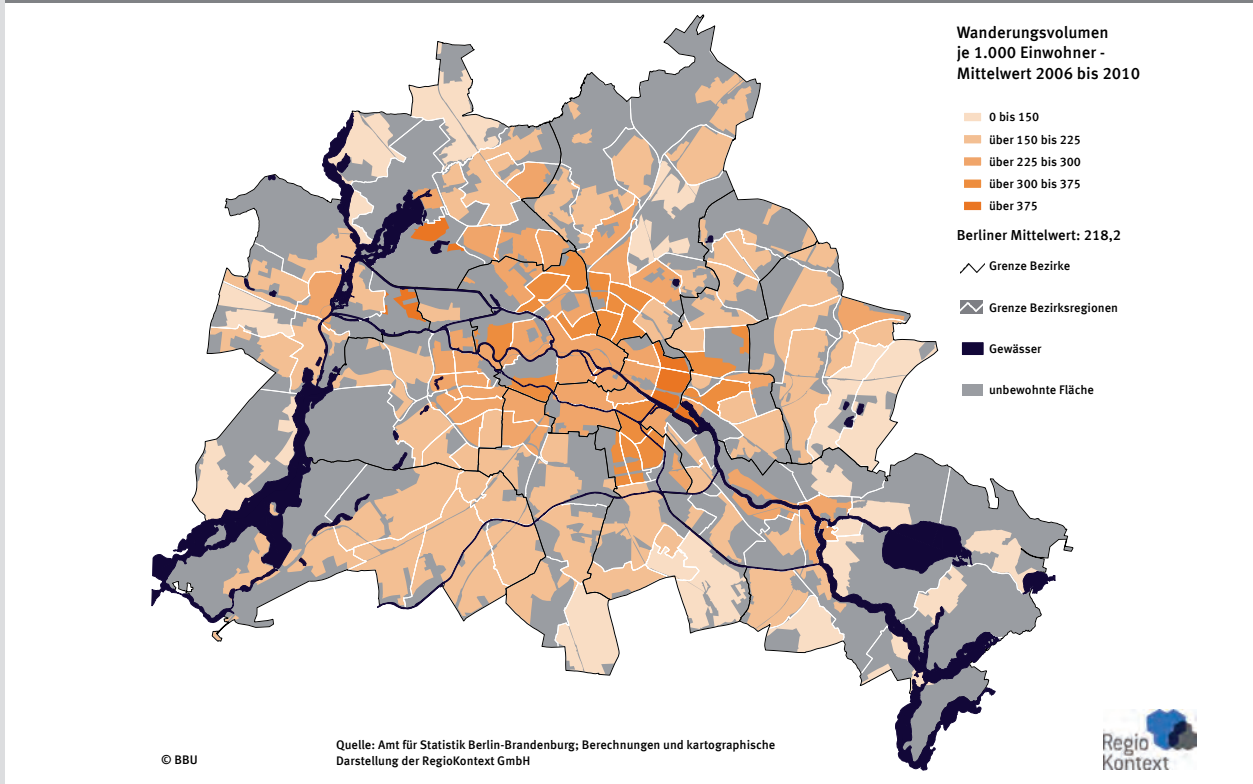 Wanderungsvolumen
je 1.000 Einwohner -
Mittelwert 2006 bis 2010
0 bis 150
über 150 bis 225
über 225 bis 300
über 300 bis 375
über 375
Berliner Mittelwert: 218,2
Grenze Bezirke
Grenze Bezirksregionen
Gewässer
unbewohnte Fläche
Quelle: Amt für Statistik Berlin-Brandenburg; Berechnungen und kartographische
Darstellung der RegioKontext GmbH
© BBU
Regio
Kontext